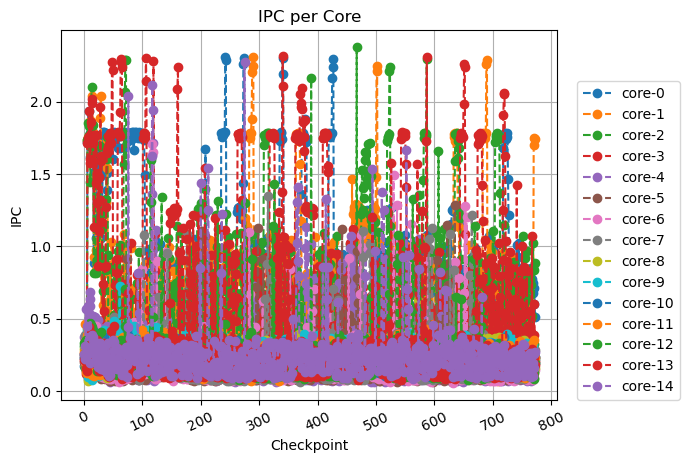 IPC per Core
IPC
2.0
1.5
1.0
0.5
0.0
0
100
200
300
400
500
600
700
800
Checkpoint
core-0
core-1
core-2
core-3
core-4
core-5
core-6
core-7
core-8
core-9
core-10
core-11
core-12
core-13
core-14